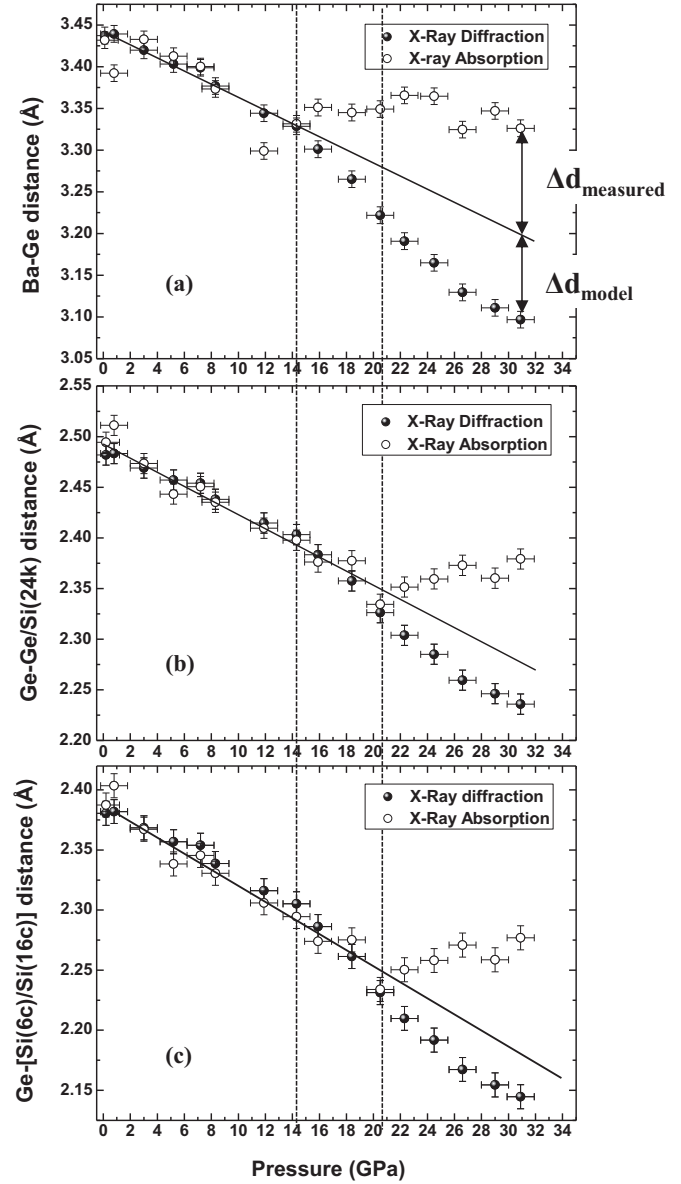 3.45
3.40
3.35
3.30
3.25
3.20
3.15
3.10
3.05
Ba-Ge distance (Å)
X-Ray Diffraction
X-ray Absorption
Δd measured
Δd model
(a)
0 2 4 6 8 10 12 14 16 18 20 22 24 26 28 30 32 34
2.55
2.50
2.45
2.40
2.35
2.30
2.25
2.20
Ge-Ge/Si(24k) distance (Å)
X-Ray Diffraction
X-Ray Absorption
(b)
0 2 4 6 8 10 12 14 16 18 20 22 24 26 28 30 32 34
2.40
2.35
2.30
2.25
2.20
2.15
Ge-[Si(6c)/Si(16c)] distance (Å)
X-Ray diffraction
X-Ray Absorption
(c)
0 2 4 6 8 10 12 14 16 18 20 22 24 26 28 30 32 34
Pressure (GPa)